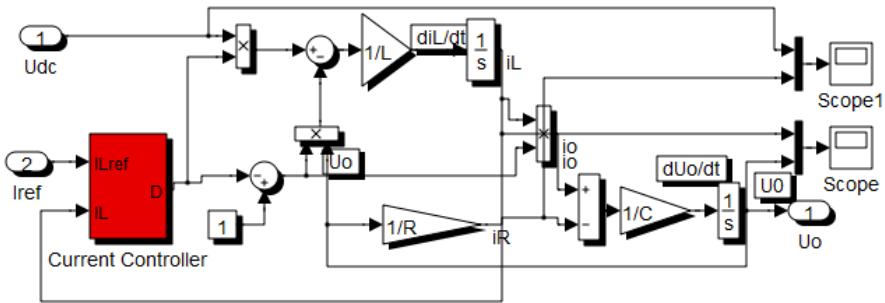 1
Udc
×
+
-
1/L
diL/dt
1
s
iL
Scope1
2
Iref
ILref
IL
D
Current Controller
-
+
1
×
Uo
×
io
io
dUo/dt
U0
Scope
1/R
iR
+
-
1/C
1
s
1
Uo